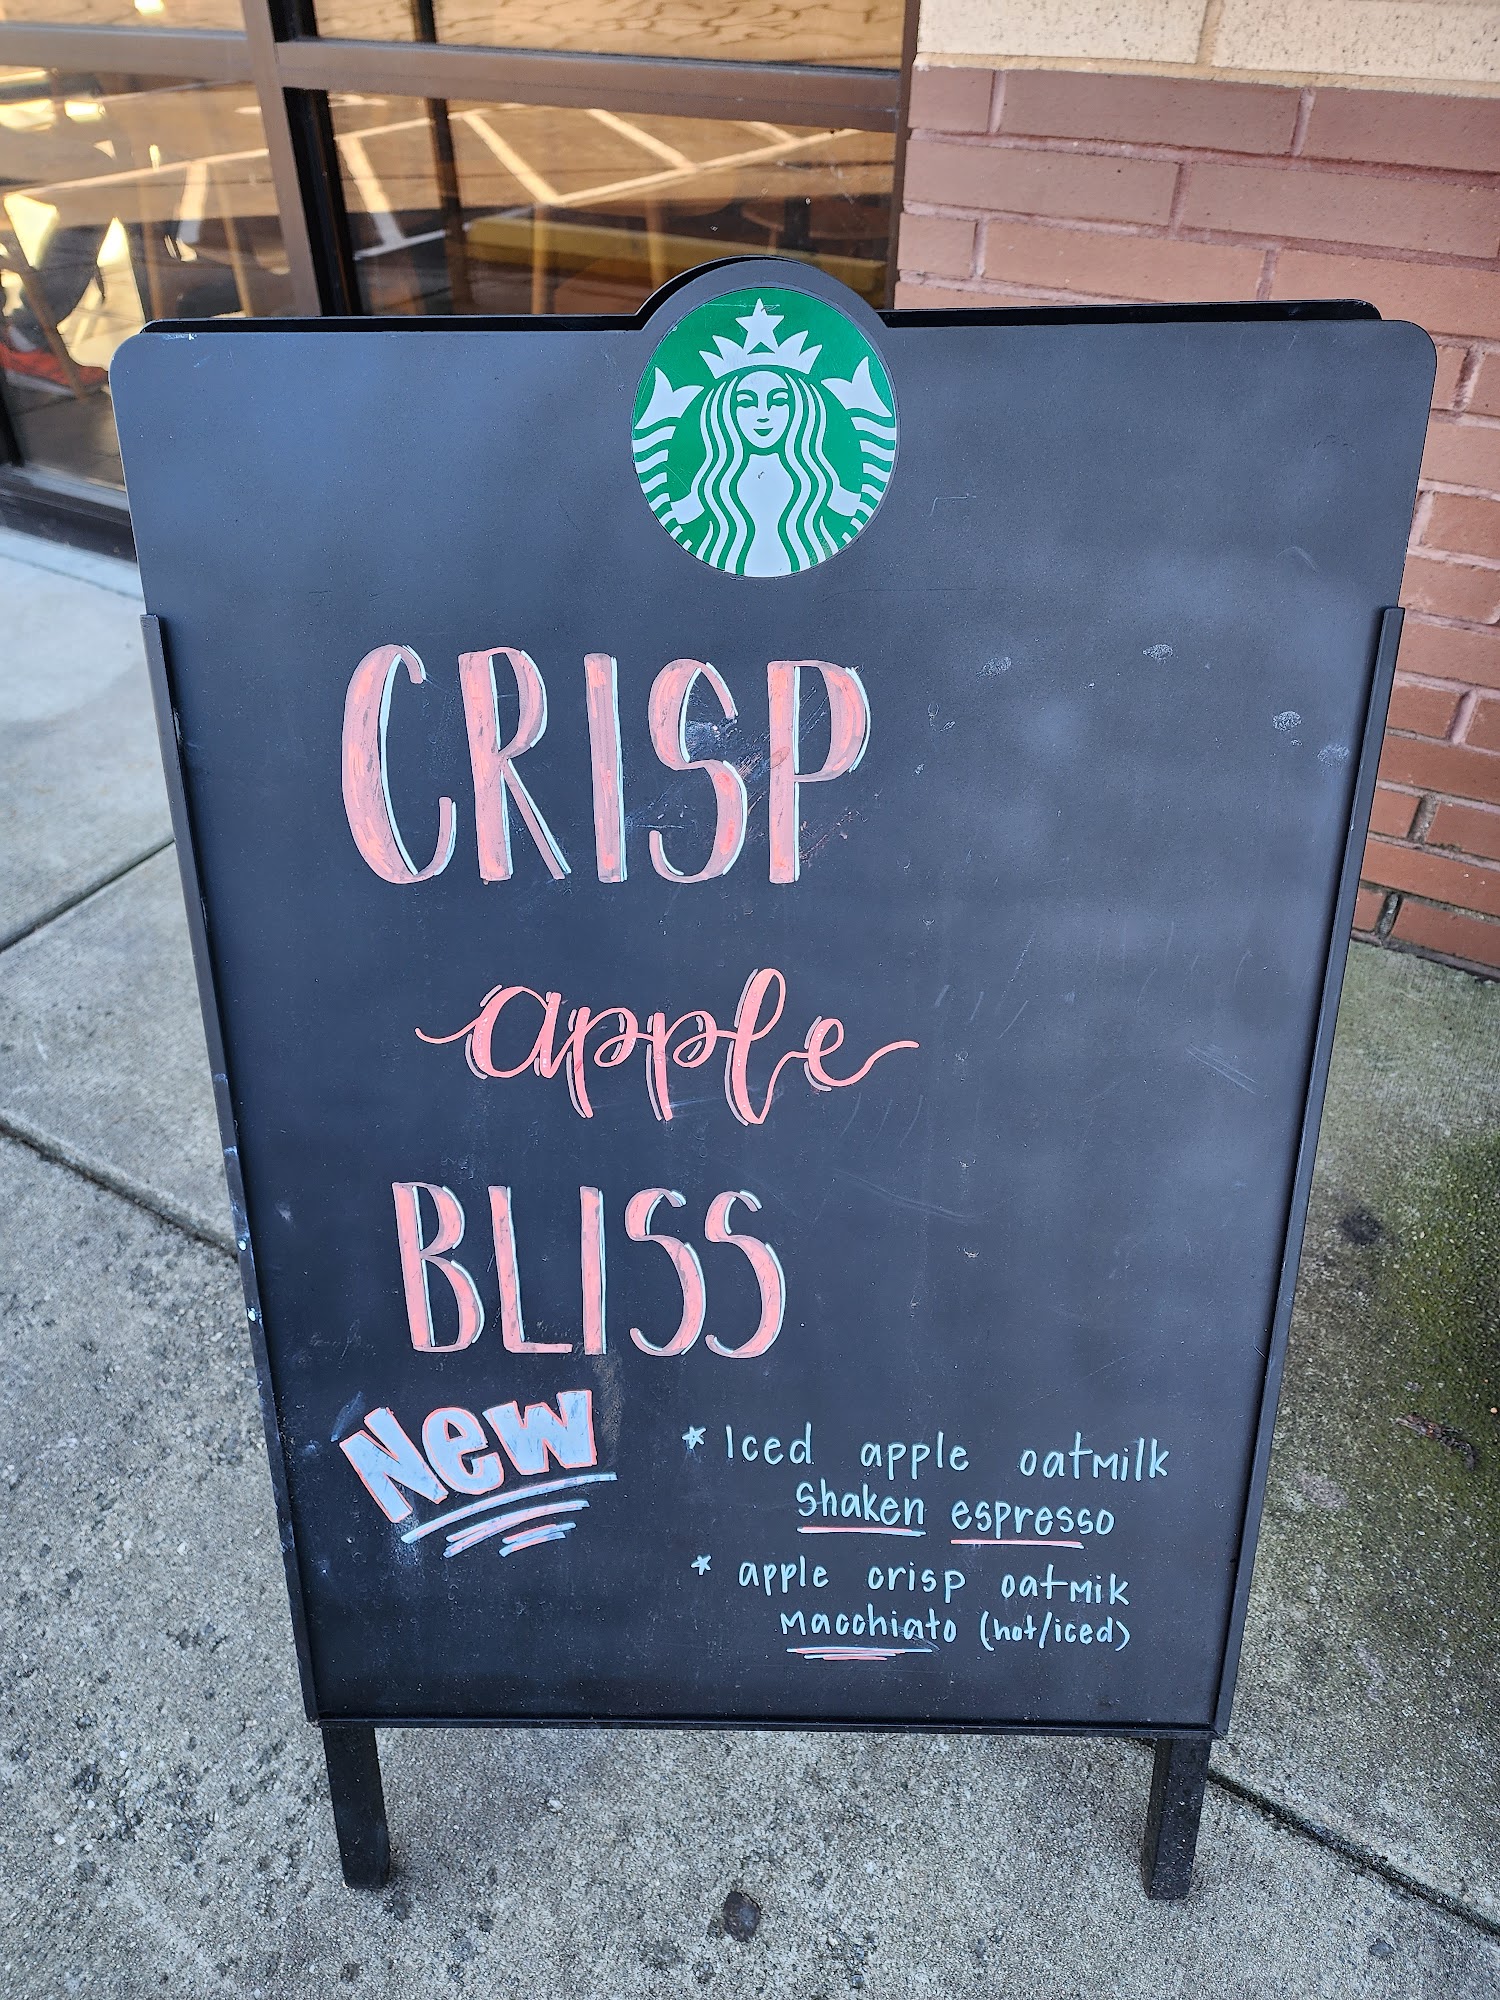 CRISP
apple
BLISS
New
* Iced apple oatmilk
Shaken espresso
* apple crisp oatmik
Macchiato (hot/iced)